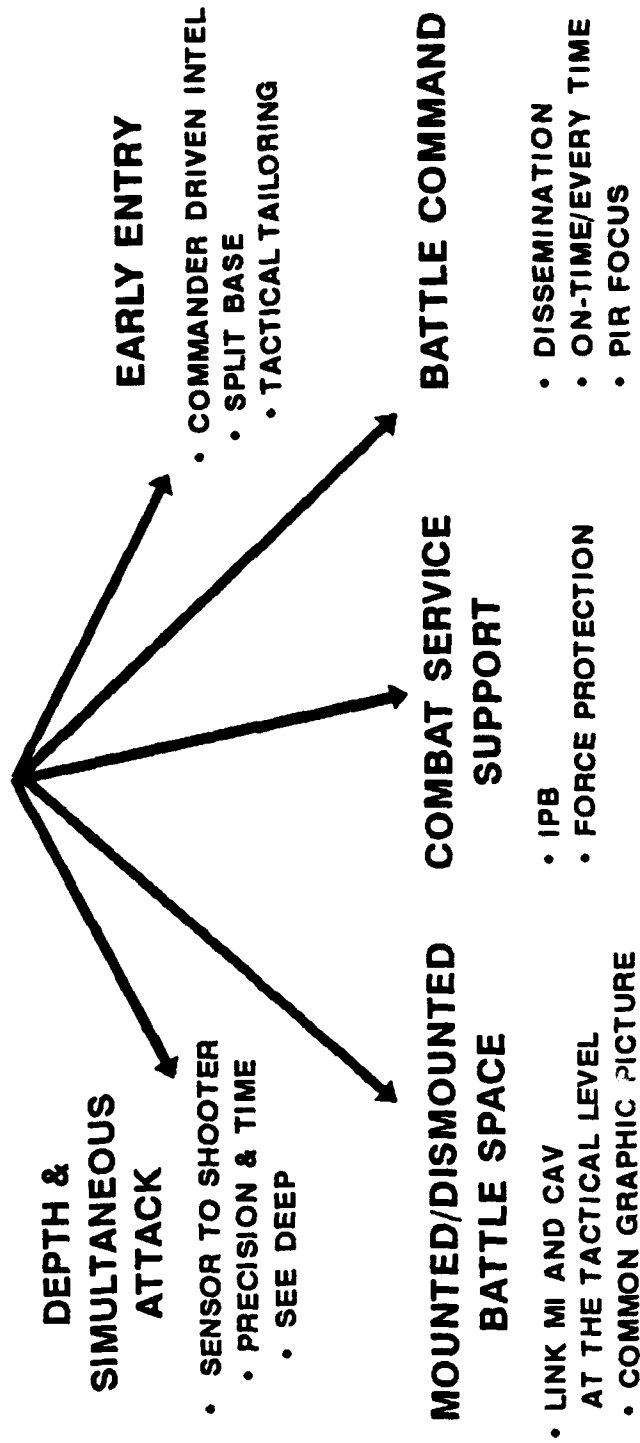 DEPTH &
SIMULTANEOUS
ATTACK
• SENSOR TO SHOOTER
• PRECISION & TIME
• SEE DEEP
EARLY ENTRY
• COMMANDER DRIVEN INTEL
• SPLIT BASE
• TACTICAL TAILORING
MOUNTED/DISMOUNTED
BATTLE SPACE
• LINK MI AND CAV
AT THE TACTICAL LEVEL
• COMMON GRAPHIC PICTURE
COMBAT SERVICE
SUPPORT
• IPB
• FORCE PROTECTION
BATTLE COMMAND
• DISSEMINATION
• ON-TIME/EVERY TIME
• PIR FOCUS